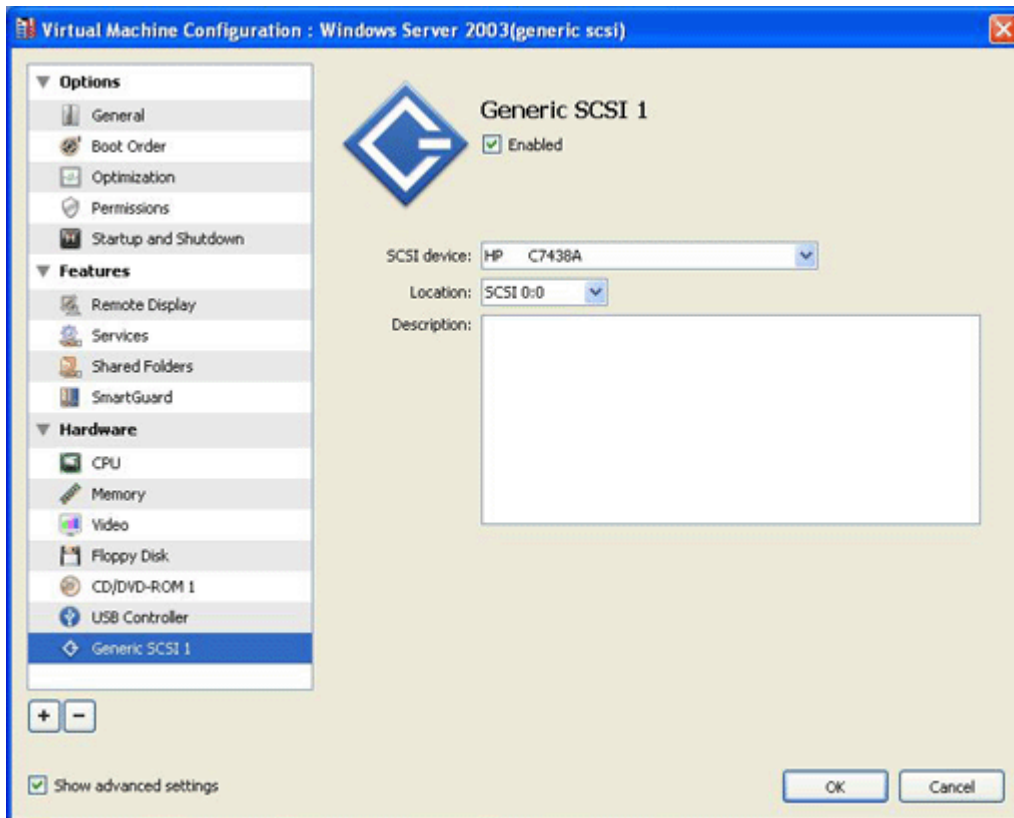 Virtual Machine Configuration : Windows Server 2003(generic scsi)
Options
General
Boot Order
Optimization
Permissions
Startup and Shutdown
Features
Remote Display
Services
Shared Folders
SmartGuard
Hardware
CPU
Memory
Video
Floppy Disk
CD/DVD-ROM 1
USB Controller
Generic SCSI 1
Generic SCSI 1
Enabled
SCSI device: HP C7438A
Location: SCSI 0:0
Description:
Show advanced settings
OK Cancel